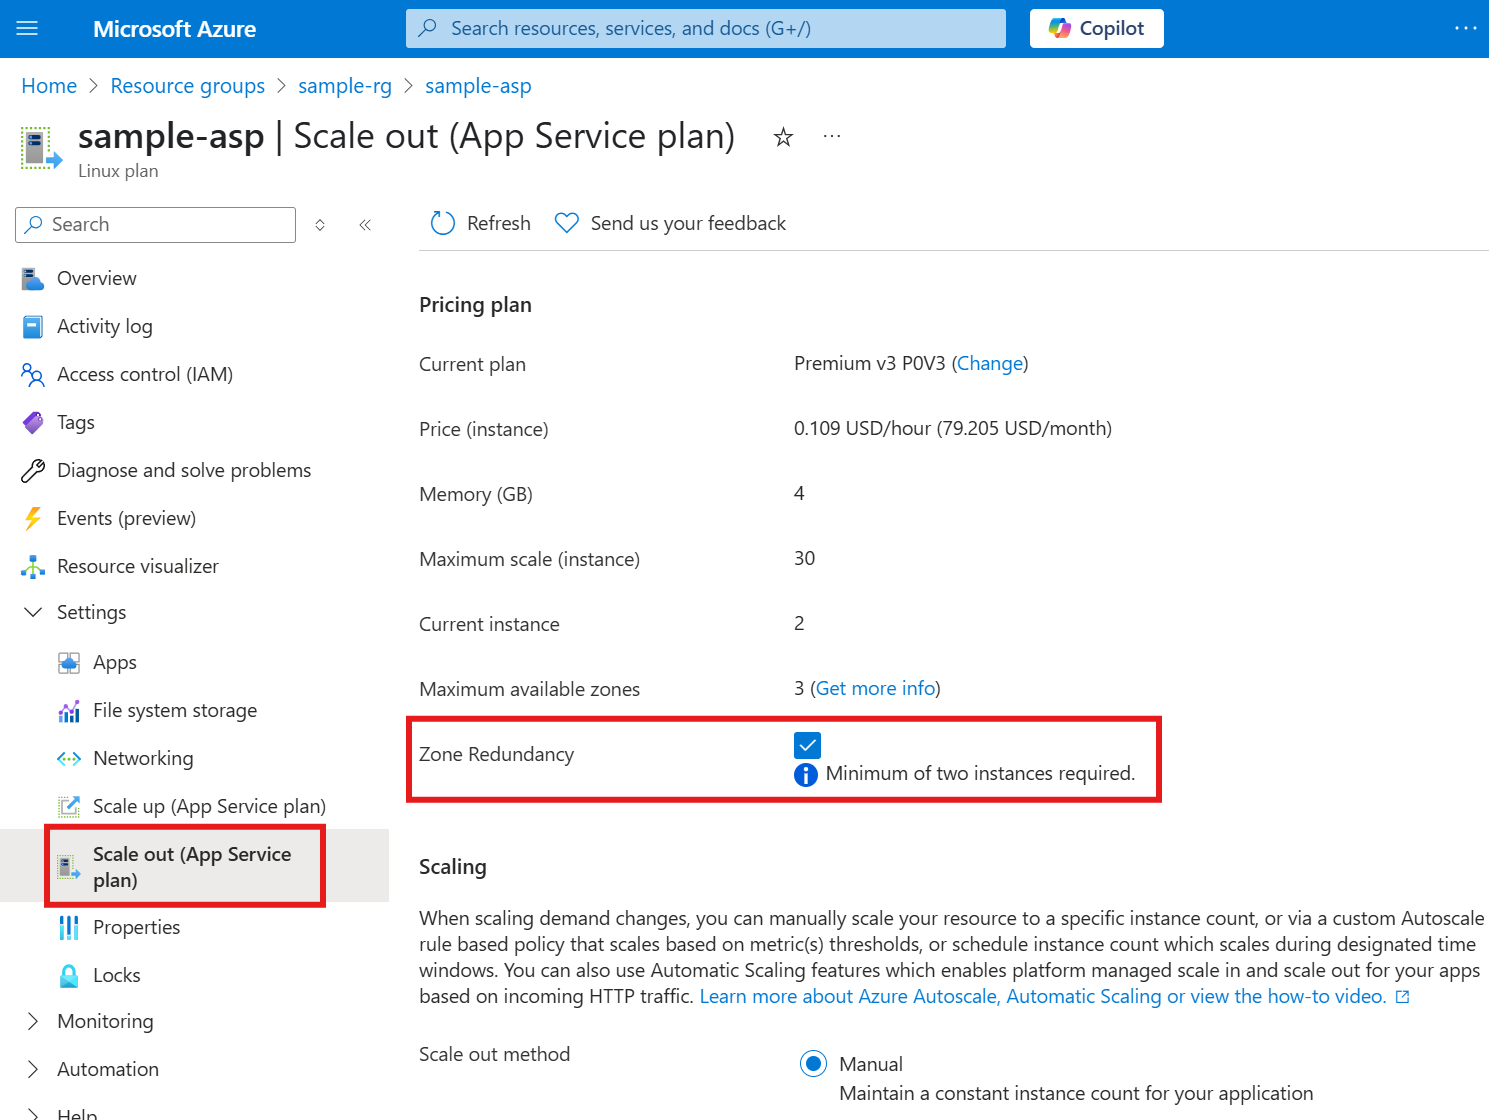 Microsoft Azure
Search resources, services, and docs (G+/)
Copilot
Home > Resource groups > sample-rg > sample-asp
sample-asp | Scale out (App Service plan)
Linux plan
Search
Refresh
Send us your feedback
Overview
Activity log
Access control (IAM)
Tags
Diagnose and solve problems
Events (preview)
Resource visualizer
Settings
Apps
File system storage
Networking
Scale up (App Service plan)
Scale out (App Service
plan)
Properties
Locks
Monitoring
Automation
Help
Pricing plan
Current plan
Premium v3 P0V3 (Change)
Price (instance)
0.109 USD/hour (79.205 USD/month)
Memory (GB)
4
Maximum scale (instance)
30
Current instance
2
Maximum available zones
3 (Get more info)
Zone Redundancy
Minimum of two instances required.
Scaling
When scaling demand changes, you can manually scale your resource to a specific instance count, or via a custom Autoscale
rule based policy that scales based on metric(s) thresholds, or schedule instance count which scales during designated time
windows. You can also use Automatic Scaling features which enables platform managed scale in and scale out for your apps
based on incoming HTTP traffic. Learn more about Azure Autoscale, Automatic Scaling or view the how-to video.
Scale out method
Manual
Maintain a constant instance count for your application